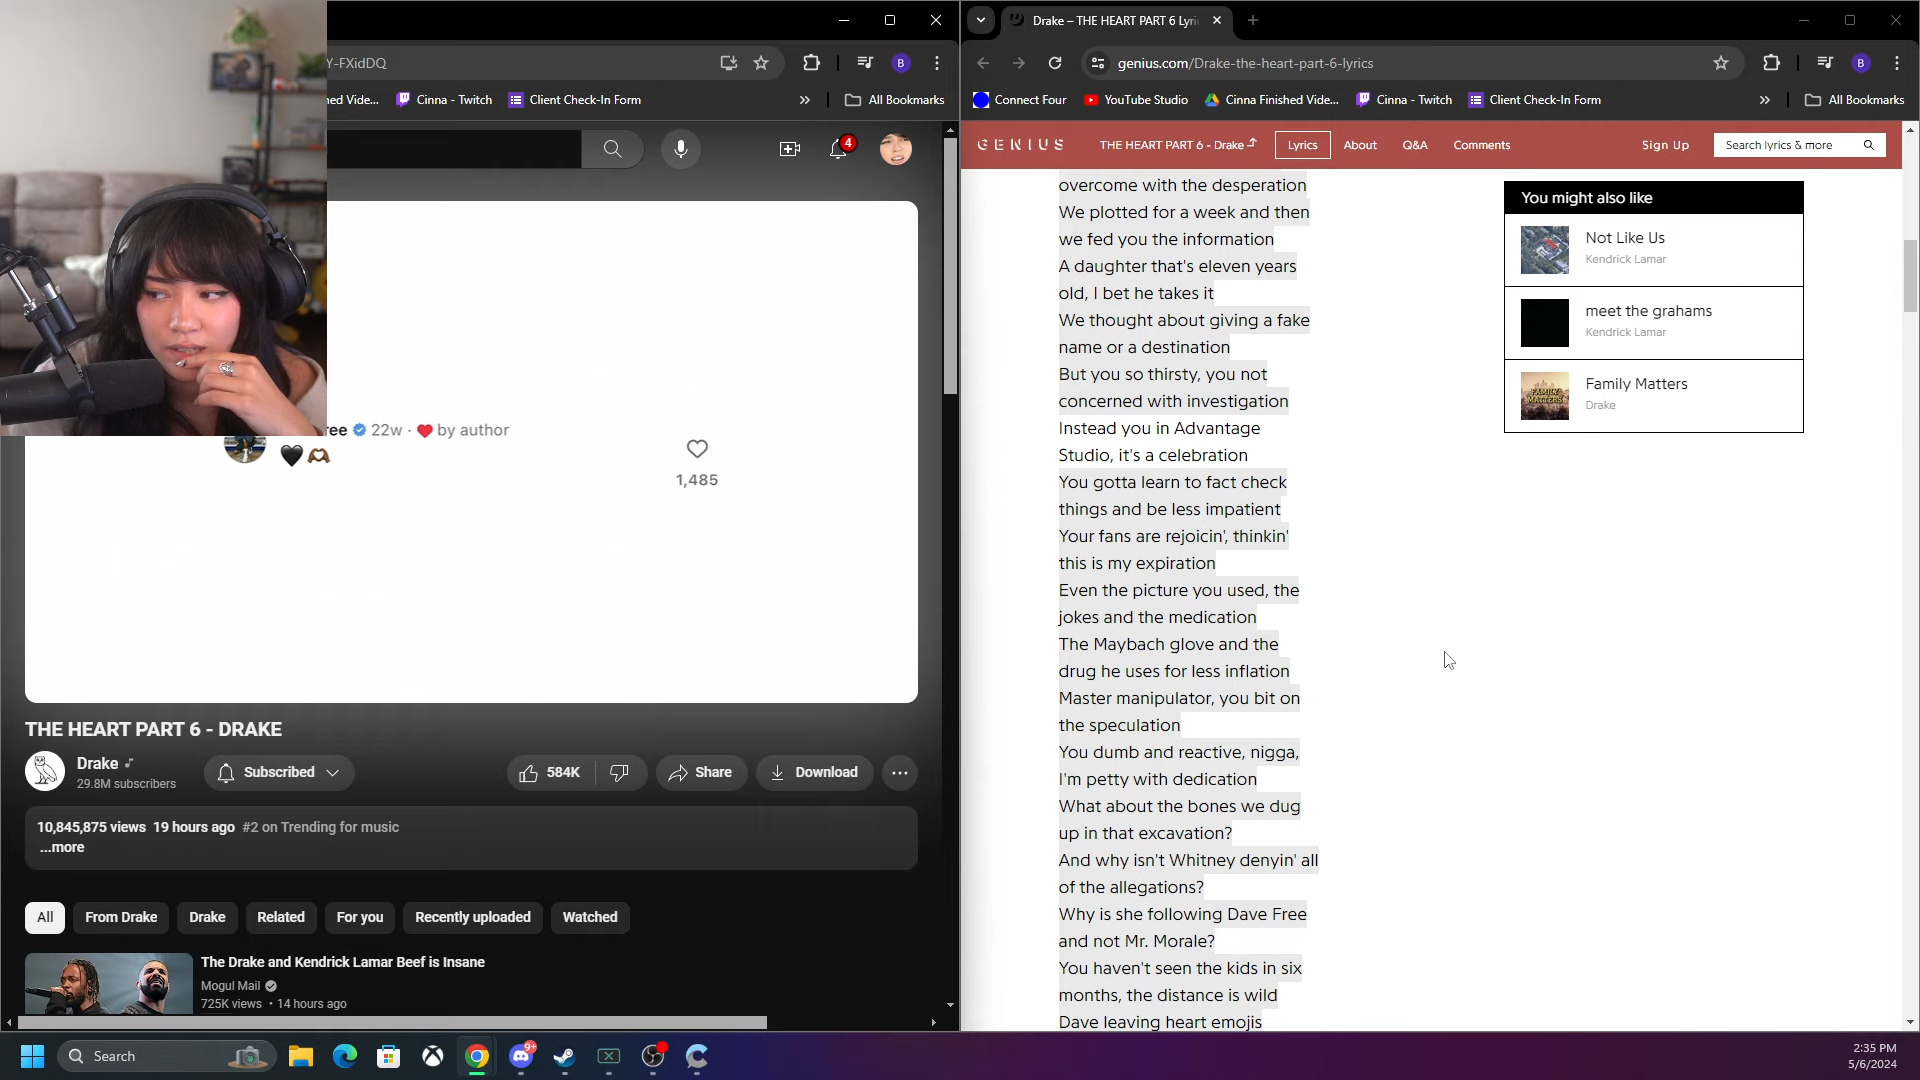 Y-FXidDQ
B
ned Vide...
Cinna - Twitch
Client Check-In Form
»
All Bookmarks
4
ree 22w · ❤️ by author
🖤 🫶🏾
1,485
THE HEART PART 6 - DRAKE
Drake
29.8M subscribers
Subscribed
584K
Share
Download
10,845,875 views 19 hours ago #2 on Trending for music
...more
All
From Drake
Drake
Related
For you
Recently uploaded
Watched
The Drake and Kendrick Lamar Beef is Insane
Mogul Mail
725K views • 14 hours ago
Drake – THE HEART PART 6 Lyri
genius.com/Drake-the-heart-part-6-lyrics
B
Connect Four
YouTube Studio
Cinna Finished Vide...
Cinna - Twitch
Client Check-In Form
»
All Bookmarks
GENIUS
THE HEART PART 6 - Drake
Lyrics
About
Q&A
Comments
Sign Up
Search lyrics & more
overcome with the desperation
We plotted for a week and then
we fed you the information
A daughter that's eleven years
old, I bet he takes it
We thought about giving a fake
name or a destination
But you so thirsty, you not
concerned with investigation
Instead you in Advantage
Studio, it's a celebration
You gotta learn to fact check
things and be less impatient
Your fans are rejoicin', thinkin'
this is my expiration
Even the picture you used, the
jokes and the medication
The Maybach glove and the
drug he uses for less inflation
Master manipulator, you bit on
the speculation
You dumb and reactive, nigga,
I'm petty with dedication
What about the bones we dug
up in that excavation?
And why isn't Whitney denyin' all
of the allegations?
Why is she following Dave Free
and not Mr. Morale?
You haven't seen the kids in six
months, the distance is wild
Dave leaving heart emojis
You might also like
Not Like Us
Kendrick Lamar
meet the grahams
Kendrick Lamar
Family Matters
Drake
Search
9+
2:35 PM
5/6/2024